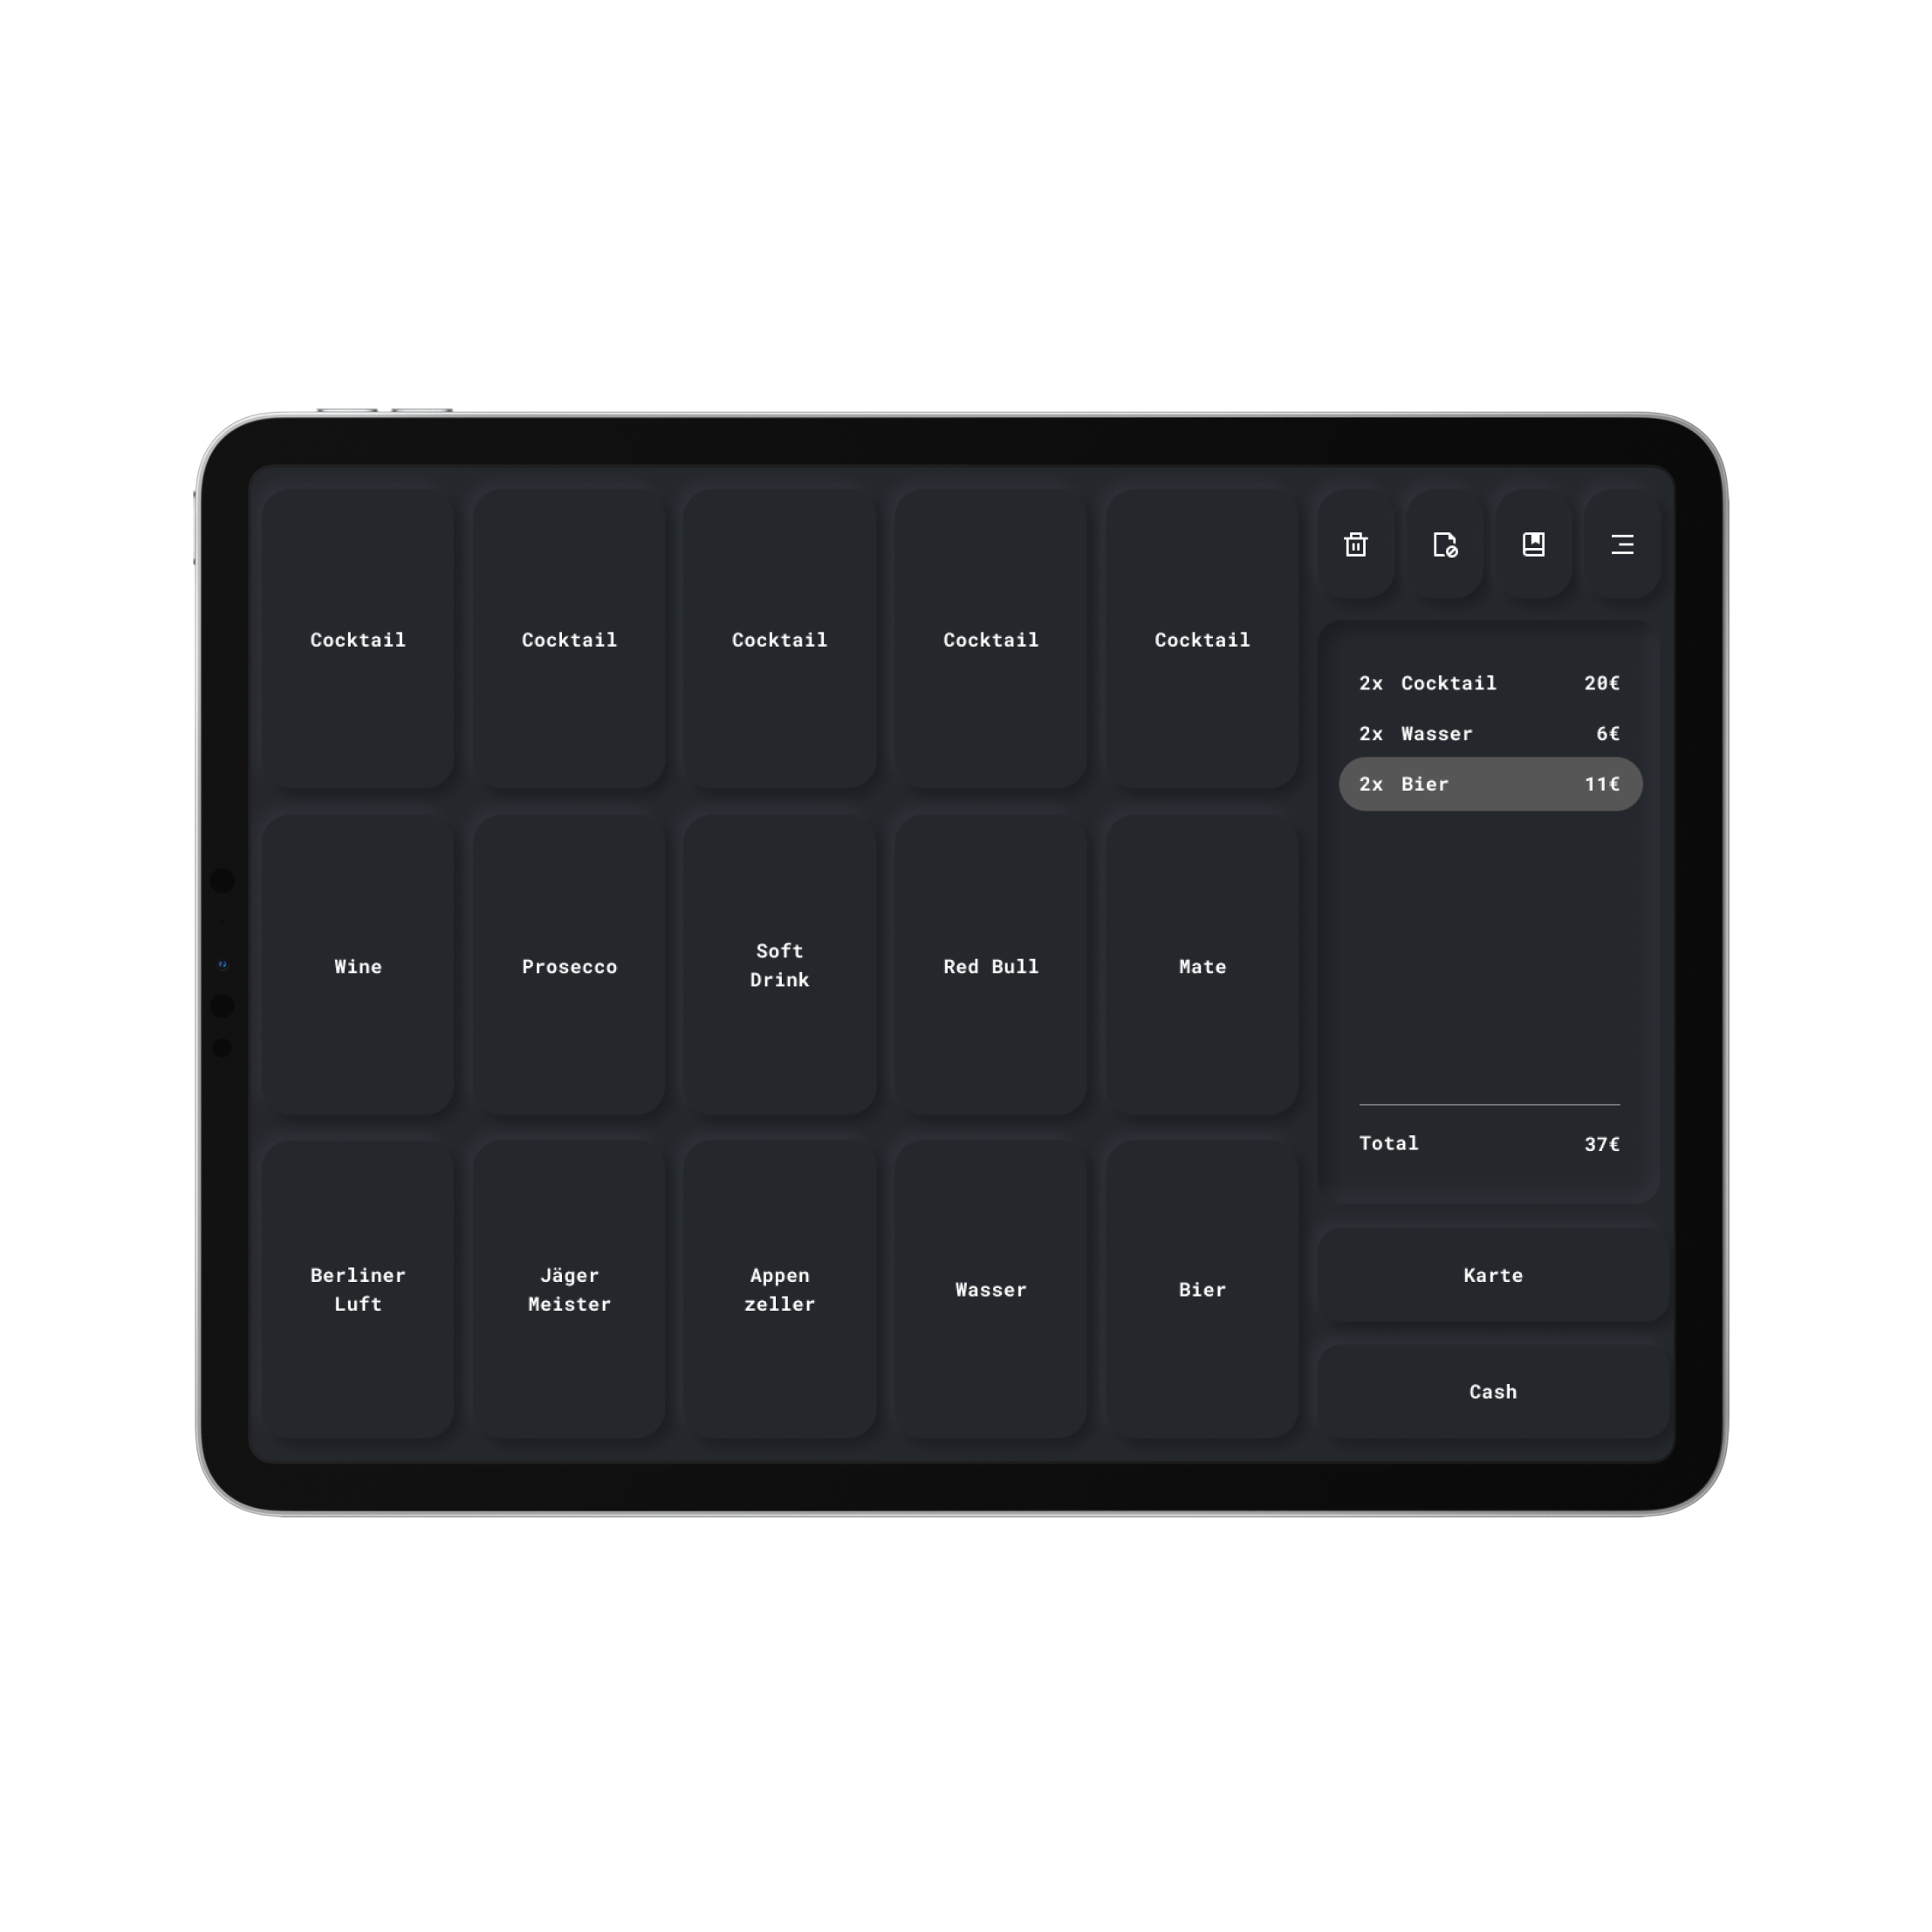 Cocktail
Cocktail
Cocktail
Cocktail
Cocktail
Wine
Prosecco
Soft
Drink
Red Bull
Mate
Berliner
Luft
Jäger
Meister
Appen
zeller
Wasser
Bier
2x Cocktail 20€
2x Wasser 6€
2x Bier 11€
Total 37€
Karte
Cash